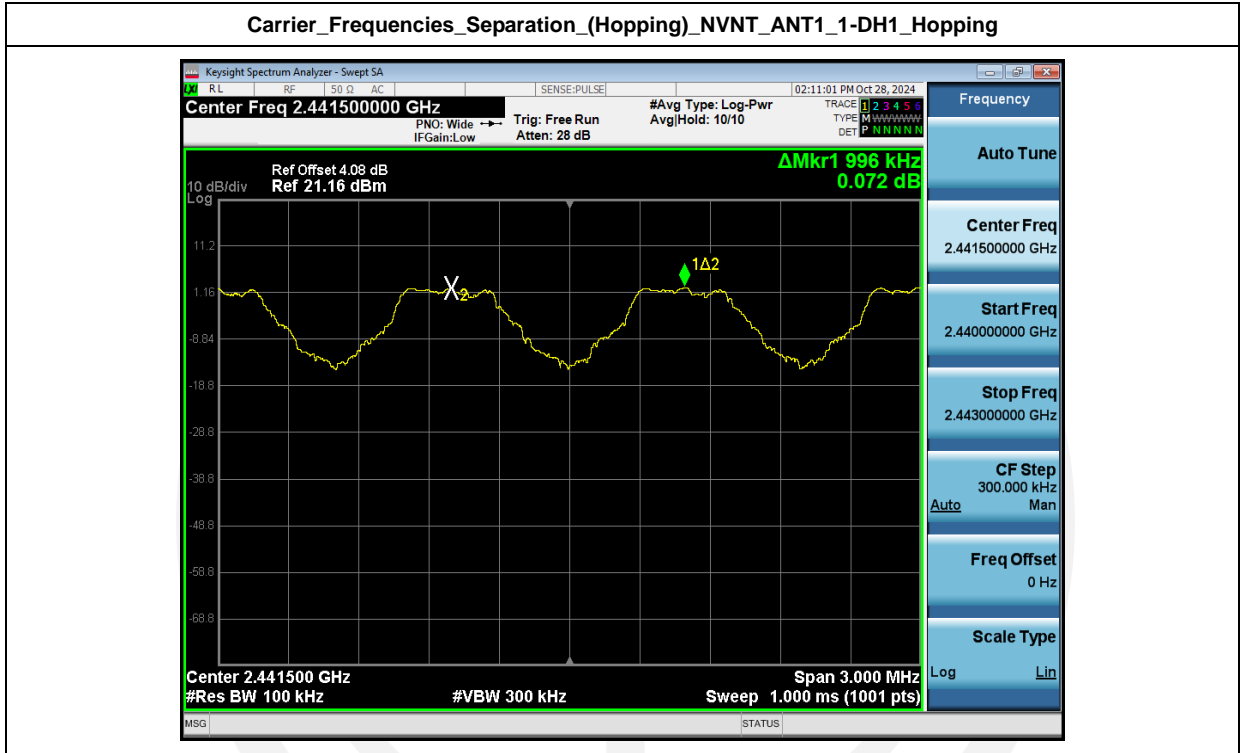 Carrier_Frequencies_Separation_(Hopping)_NVNT_ANT1_1-DH1_Hopping
Keysight Spectrum Analyzer - Swept SA
LXI RL RF 50 Ω AC SENSE:PULSE 02:11:01 PM Oct 28, 2024
Center Freq 2.441500000 GHz
PNO: Wide
IFGain:Low
Trig: Free Run
Atten: 28 dB
#Avg Type: Log-Pwr
Avg|Hold: 10/10
TRACE 1 2 3 4 5 6
TYPE M WWWWW
DET P N N N N N
ΔMkr1 996 kHz
0.072 dB
Ref Offset 4.08 dB
10 dB/div Ref 21.16 dBm
Log
11.2
1.16
-8.84
-18.8
-28.8
-38.8
-48.8
-58.8
-68.8
X2
1Δ2
Center 2.441500 GHz Span 3.000 MHz
#Res BW 100 kHz #VBW 300 kHz Sweep 1.000 ms (1001 pts)
MSG STATUS
Frequency
Auto Tune
Center Freq
2.441500000 GHz
Start Freq
2.440000000 GHz
Stop Freq
2.443000000 GHz
CF Step
300.000 kHz
Auto Man
Freq Offset
0 Hz
Scale Type
Log Lin